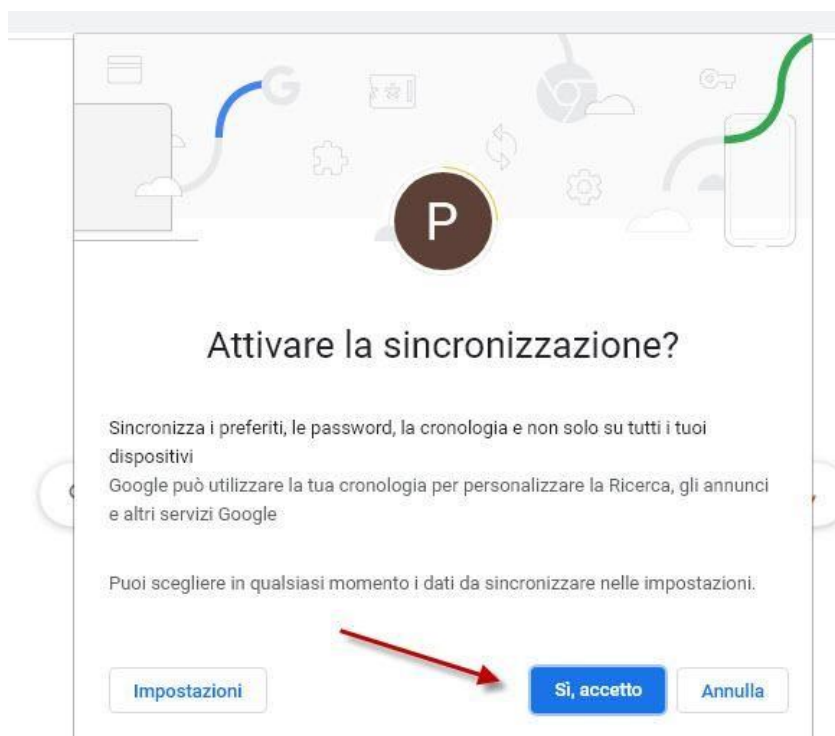 G
P
Attivare la sincronizzazione?
Sincronizza i preferiti, le password, la cronologia e non solo su tutti i tuoi
dispositivi
Google può utilizzare la tua cronologia per personalizzare la Ricerca, gli annunci
e altri servizi Google
Puoi scegliere in qualsiasi momento i dati da sincronizzare nelle impostazioni.
Impostazioni
Sì, accetto
Annulla